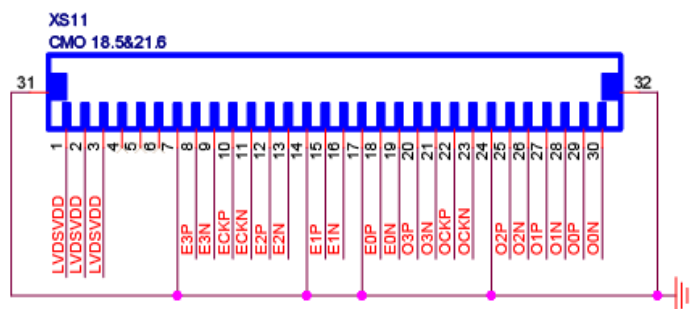 XS11
CMO 18.5&21.6
31
32
1
2
3
4
5
6
7
8
9
10
11
12
13
14
15
16
17
18
19
20
21
22
23
24
25
26
27
28
29
30
LVDSVDD
LVDSVDD
LVDSVDD
E3P
E3N
ECKP
ECKN
E2P
E2N
E1P
E1N
E0P
E0N
O3P
O3N
OCKP
OCKN
O2P
O2N
O1P
O1N
O0P
O0N